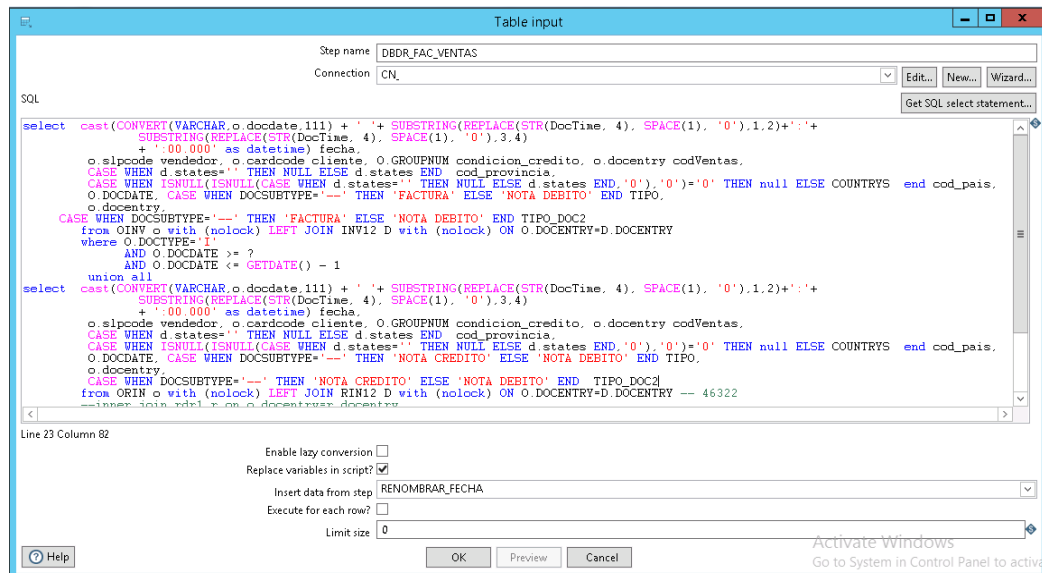 Table input
Step name DBDR_FAC_VENTAS
Connection CN_ Edit... New... Wizard...
SQL Get SQL select statement...
select cast(CONVERT(VARCHAR,o.docdate,111) + ' '+ SUBSTRING(REPLACE(STR(DocTime, 4), SPACE(1), '0'),1,2)+':'+
SUBSTRING(REPLACE(STR(DocTime, 4), SPACE(1), '0'),3,4)
+ ':00.000' as datetime) fecha,
o.slpcode vendedor, o.cardcode cliente, O.GROUPNUM condicion_credito, o.docentry codVentas,
CASE WHEN d.states='' THEN NULL ELSE d.states END cod_provincia,
CASE WHEN ISNULL(ISNULL(CASE WHEN d.states='' THEN NULL ELSE d.states END,'0'),'0')='0' THEN null ELSE COUNTRYS end cod_pais,
O.DOCDATE, CASE WHEN DOCSUBTYPE='--' THEN 'FACTURA' ELSE 'NOTA DEBITO' END TIPO,
o.docentry,
CASE WHEN DOCSUBTYPE='--' THEN 'FACTURA' ELSE 'NOTA DEBITO' END TIPO_DOC2
from OINV o with (nolock) LEFT JOIN INV12 D with (nolock) ON O.DOCENTRY=D.DOCENTRY
where O.DOCTYPE='I'
AND O.DOCDATE >= ?
AND O.DOCDATE <= GETDATE() - 1
union all
select cast(CONVERT(VARCHAR,o.docdate,111) + ' '+ SUBSTRING(REPLACE(STR(DocTime, 4), SPACE(1), '0'),1,2)+':'+
SUBSTRING(REPLACE(STR(DocTime, 4), SPACE(1), '0'),3,4)
+ ':00.000' as datetime) fecha,
o.slpcode vendedor, o.cardcode cliente, O.GROUPNUM condicion_credito, o.docentry codVentas,
CASE WHEN d.states='' THEN NULL ELSE d.states END cod_provincia,
CASE WHEN ISNULL(ISNULL(CASE WHEN d.states='' THEN NULL ELSE d.states END,'0'),'0')='0' THEN null ELSE COUNTRYS end cod_pais,
O.DOCDATE, CASE WHEN DOCSUBTYPE='--' THEN 'NOTA CREDITO' ELSE 'NOTA DEBITO' END TIPO,
o.docentry,
CASE WHEN DOCSUBTYPE='--' THEN 'NOTA CREDITO' ELSE 'NOTA DEBITO' END TIPO_DOC2
from ORIN o with (nolock) LEFT JOIN RIN12 D with (nolock) ON O.DOCENTRY=D.DOCENTRY -- 46322
--inner join rdr1 r on o.docentry=r.docentry
Line 23 Column 82
Enable lazy conversion
Replace variables in script?
Insert data from step RENOMBRAR_FECHA
Execute for each row?
Limit size 0
Activate Windows
Help OK Preview Cancel
Go to System in Control Panel to activa